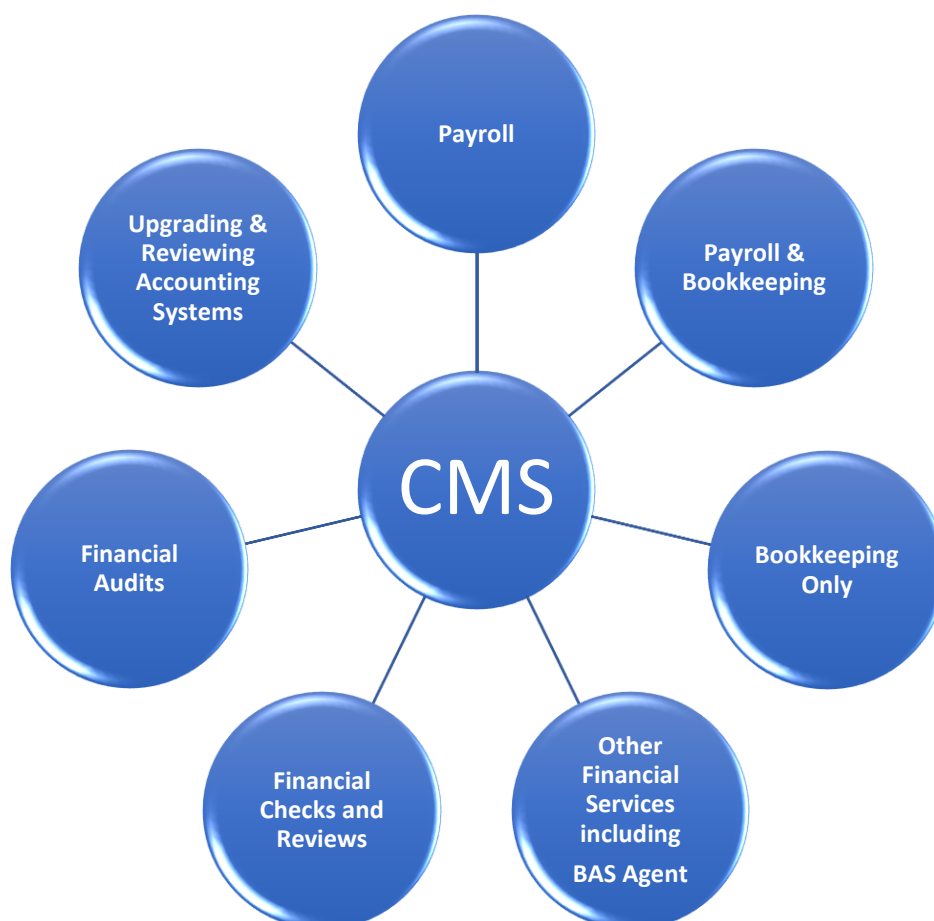 Payroll
Upgrading &
Reviewing
Accounting
Systems
Payroll &
Bookkeeping
CMS
Financial
Audits
Bookkeeping
Only
Financial
Checks and
Reviews
Other
Financial
Services
including
BAS Agent